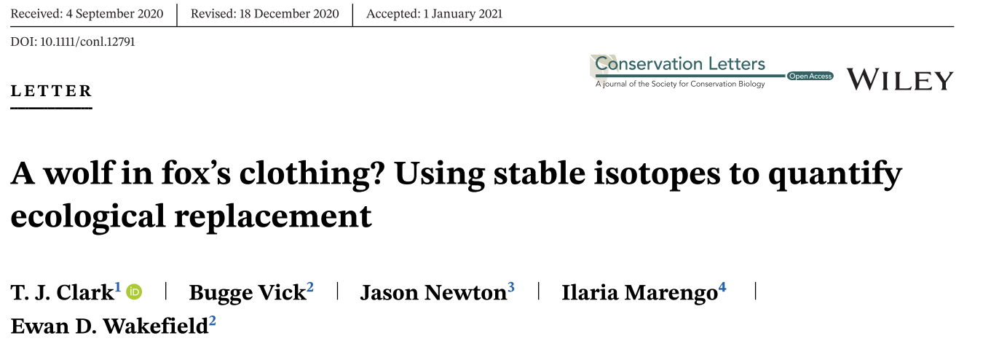 Received: 4 September 2020 | Revised: 18 December 2020 | Accepted: 1 January 2021
DOI: 10.1111/conl.12791
Conservation Letters
Open Access
A journal of the Society for Conservation Biology
WILEY
LETTER
A wolf in fox’s clothing? Using stable isotopes to quantify
ecological replacement
T. J. Clark1 iD | Bugge Vick2 | Jason Newton3 | Ilaria Marengo4 |
Ewan D. Wakefield2